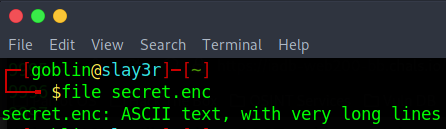 File Edit View Search Terminal Help
┌─[goblin@slay3r]─[~]
└──╼ $file secret.enc
secret.enc: ASCII text, with very long lines